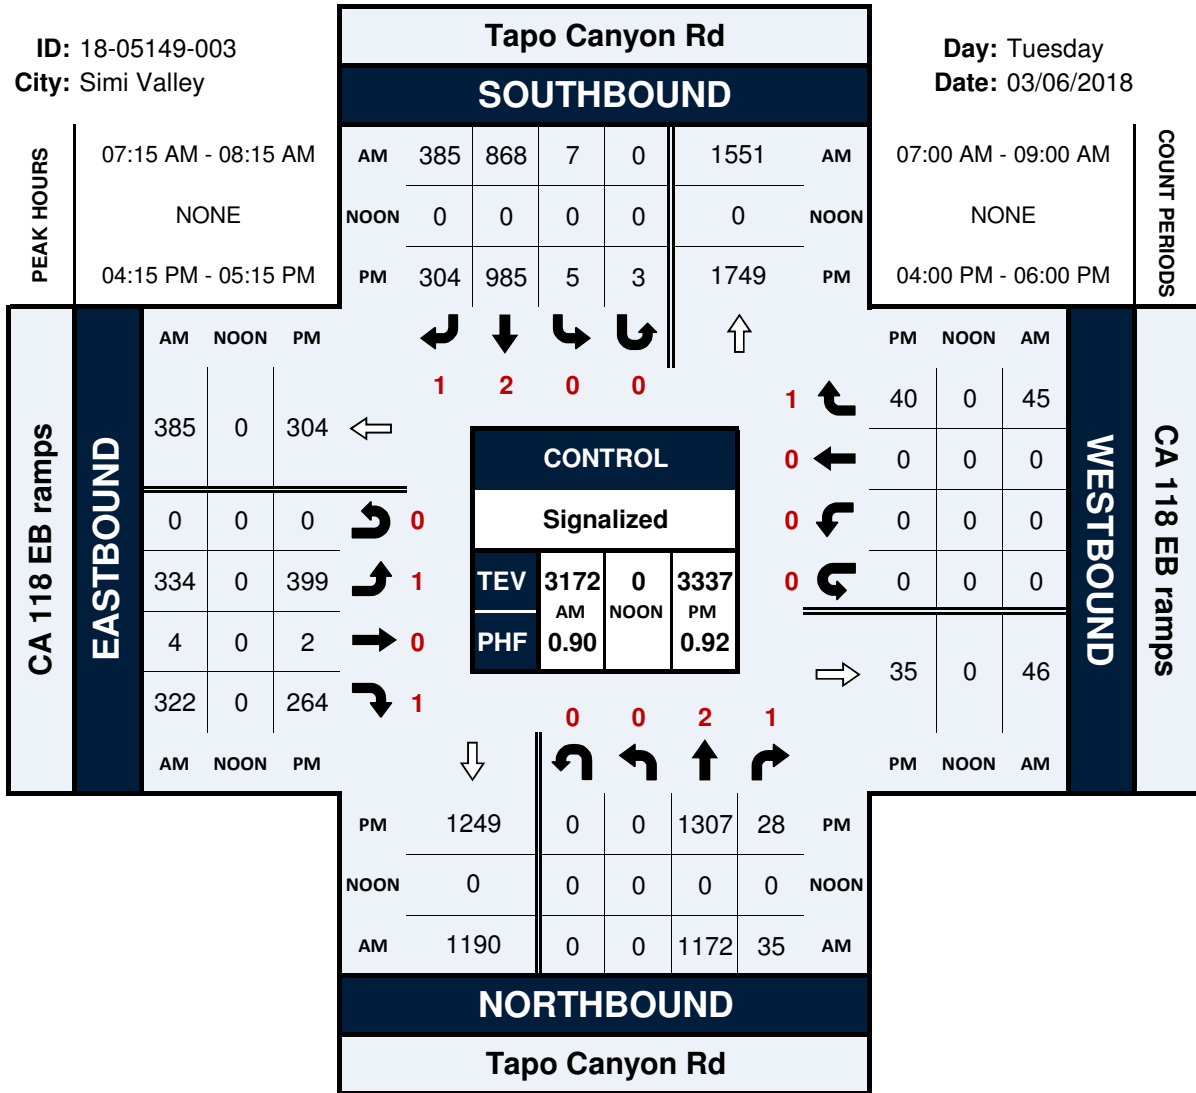 Tapo Canyon Rd
ID: 18-05149-003
Day: Tuesday
City: Simi Valley
SOUTHBOUND
Date: 03/06/2018
PEAK HOURS
07:15 AM - 08:15 AM
AM 385 868 7 0 1551 AM
07:00 AM - 09:00 AM
COUNT PERIODS
NONE
NOON 0 0 0 0 0 NOON
NONE
04:15 PM - 05:15 PM
PM 304 985 5 3 1749 PM
04:00 PM - 06:00 PM
1 2 0 0
CA 118 EB ramps
EASTBOUND
AM NOON PM
385 0 304
0 0 0 0
334 0 399 1
4 0 2 0
322 0 264 1
AM NOON PM
CONTROL
Signalized
TEV 3172 0 3337
AM NOON PM
PHF 0.90 0.92
PM NOON AM
1 40 0 45
0 0 0 0
0 0 0 0
0 0 0 0
35 0 46
PM NOON AM
WESTBOUND
CA 118 EB ramps
0 0 2 1
PM 1249 0 0 1307 28 PM
NOON 0 0 0 0 0 NOON
AM 1190 0 0 1172 35 AM
NORTHBOUND
Tapo Canyon Rd